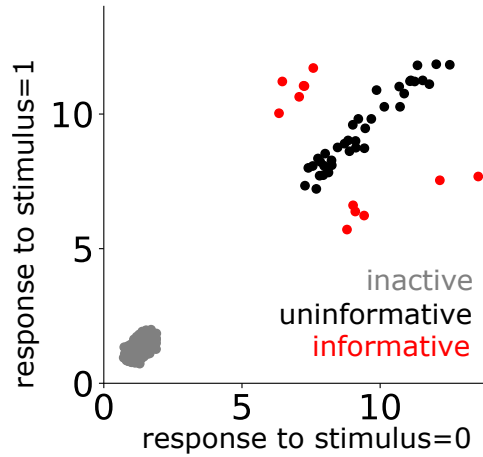 response to stimulus=1
10
5
0
inactive
uninformative
informative
0 5 10
response to stimulus=0